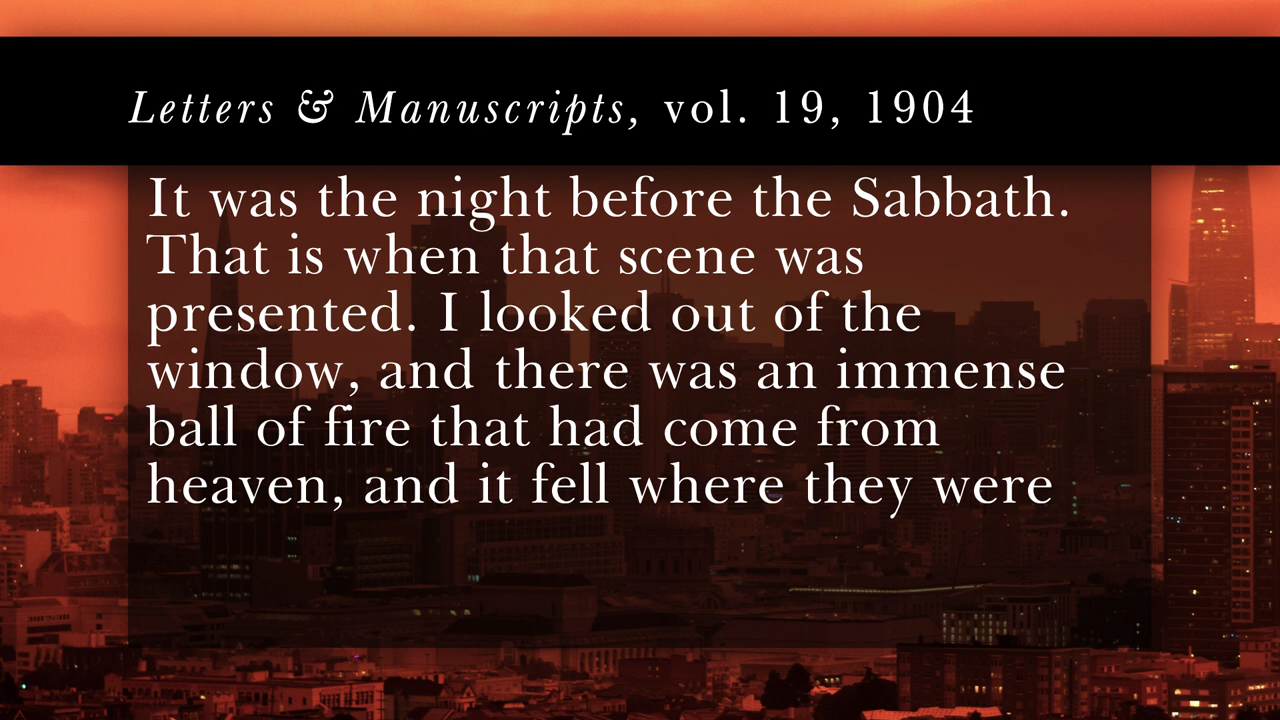 Letters & Manuscripts, vol. 19, 1904
It was the night before the Sabbath.
That is when that scene was
presented. I looked out of the
window, and there was an immense
ball of fire that had come from
heaven, and it fell where they were